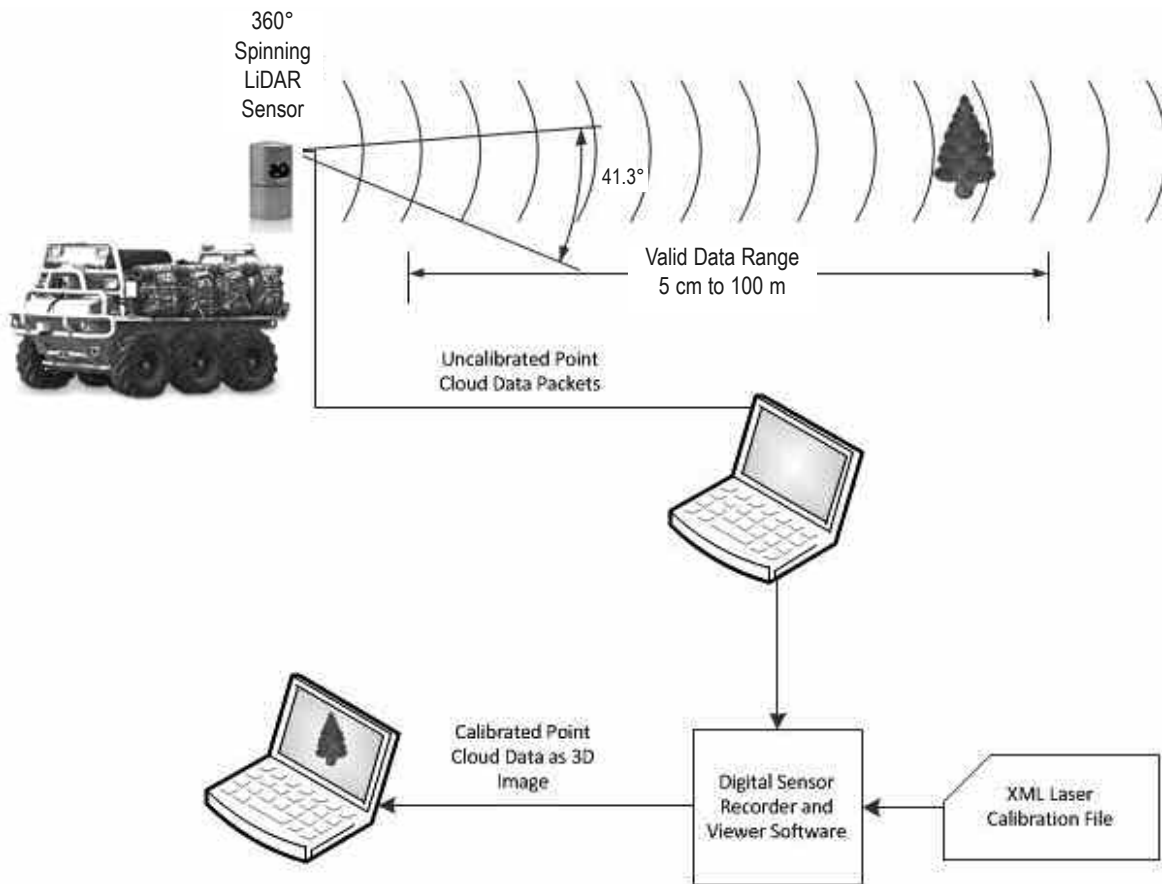 360°
Spinning
LiDAR
Sensor
41.3°
Valid Data Range
5 cm to 100 m
Uncalibrated Point
Cloud Data Packets
Calibrated Point
Cloud Data as 3D
Image
Digital Sensor
Recorder and
Viewer Software
XML Laser
Calibration File